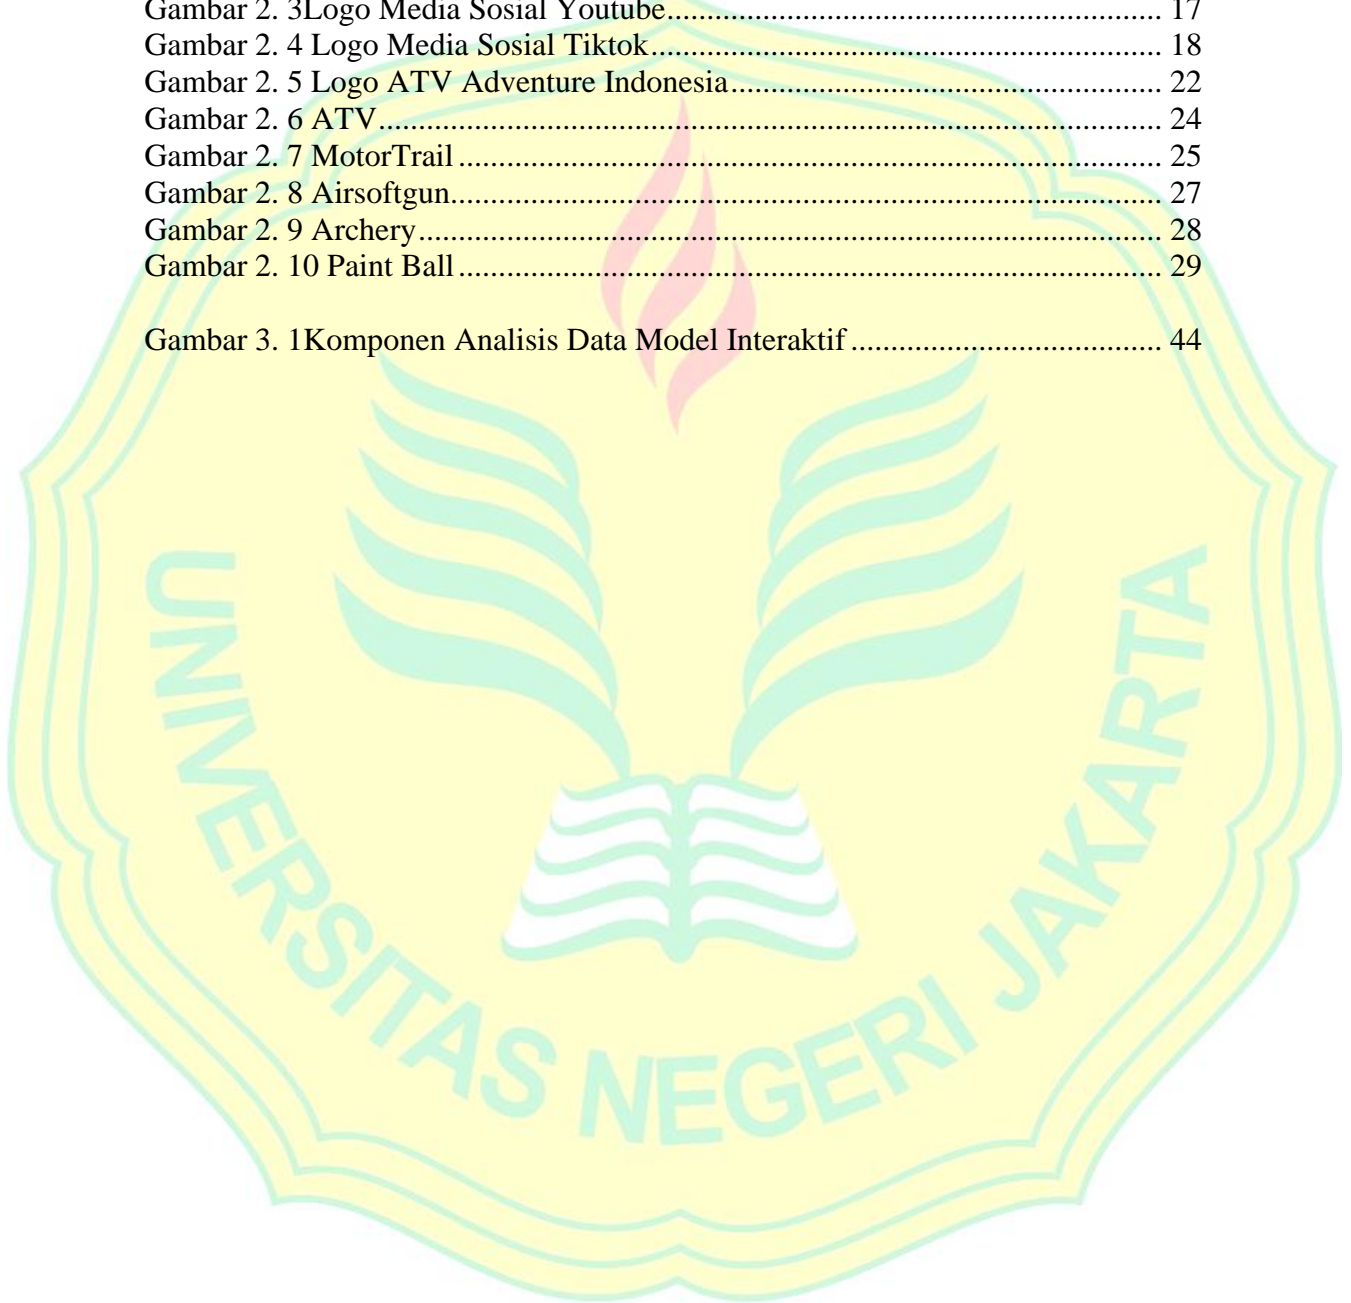 Gambar 2. 3Logo Media Sosial Youtube.......................................................... 17
Gambar 2. 4 Logo Media Sosial Tiktok............................................................ 18
Gambar 2. 5 Logo ATV Adventure Indonesia.................................................. 22
Gambar 2. 6 ATV............................................................................................ 24
Gambar 2. 7 MotorTrail .................................................................................. 25
Gambar 2. 8 Airsoftgun................................................................................... 27
Gambar 2. 9 Archery....................................................................................... 28
Gambar 2. 10 Paint Ball .................................................................................. 29
Gambar 3. 1Komponen Analisis Data Model Interaktif .................................... 44
UNIVERSITAS NEGERI JAKARTA